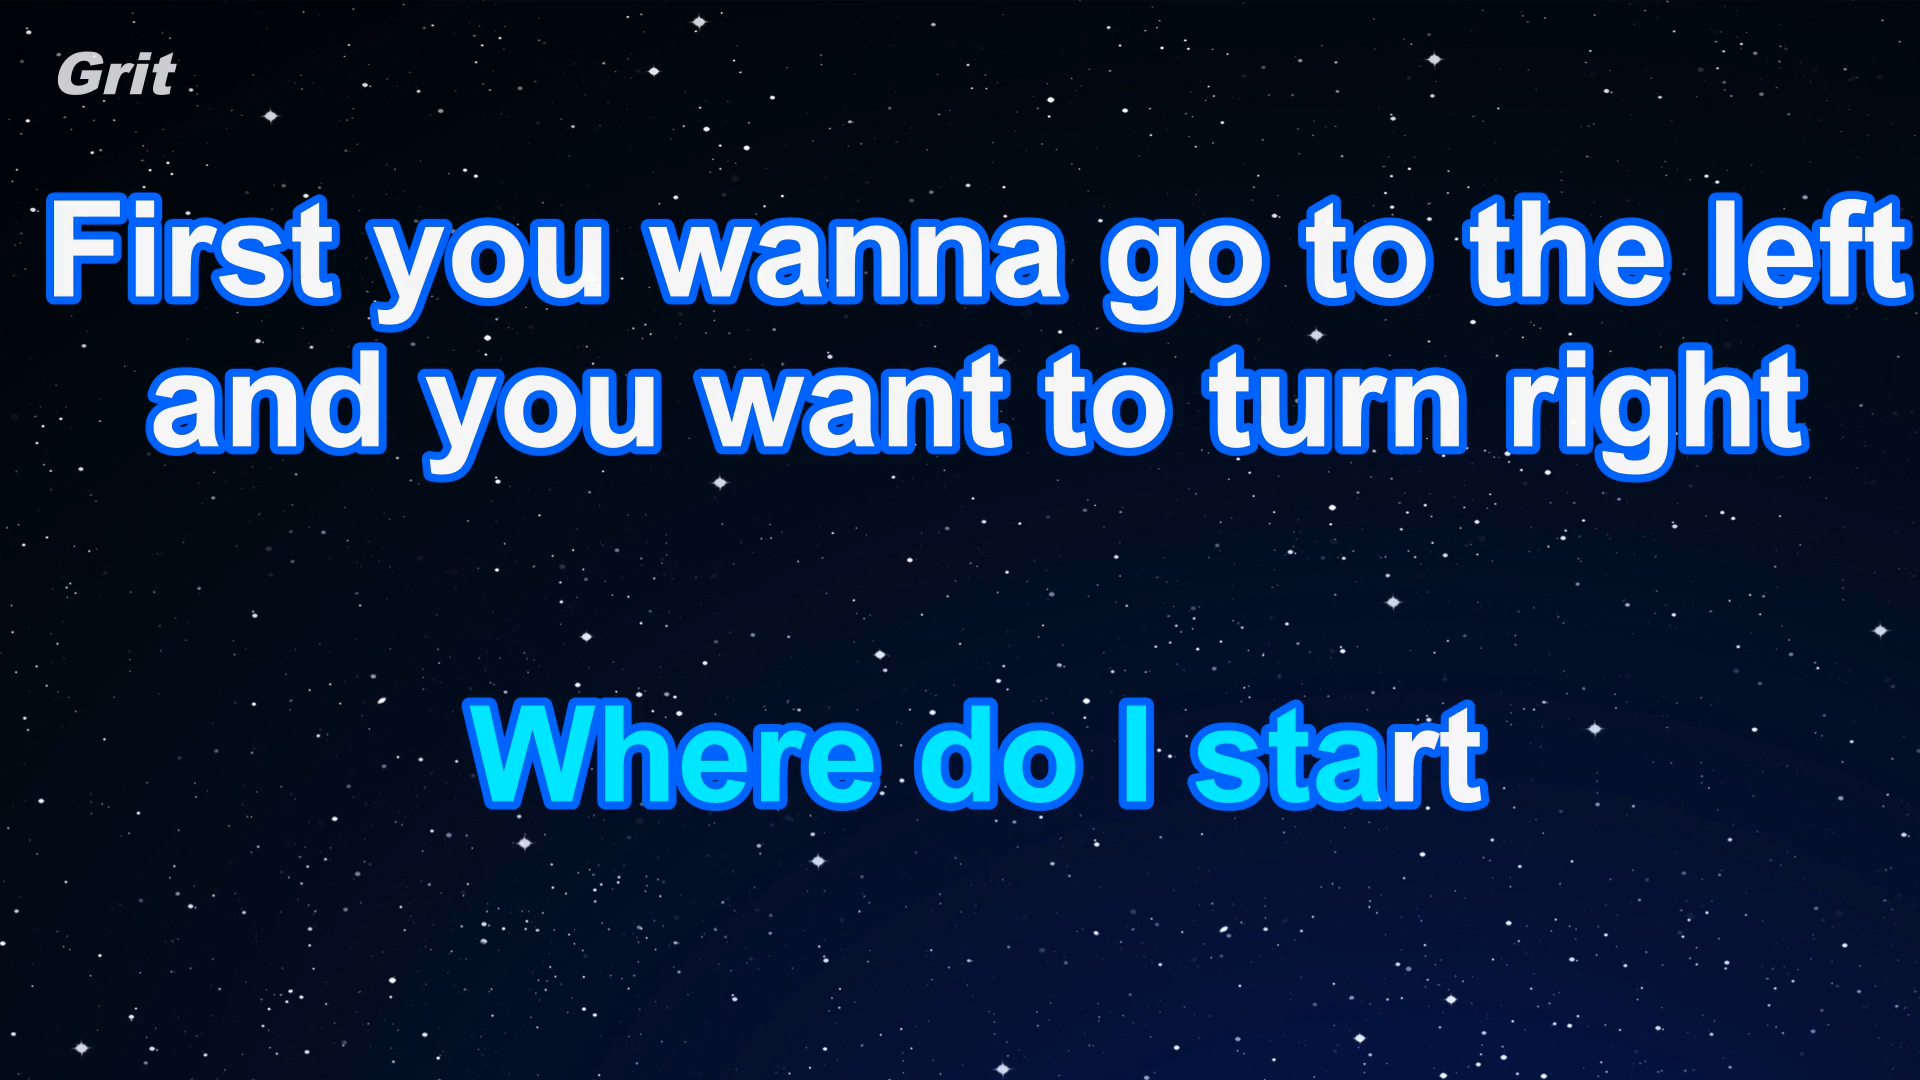 Grit
First you wanna go to the left
and you want to turn right
Where do I start